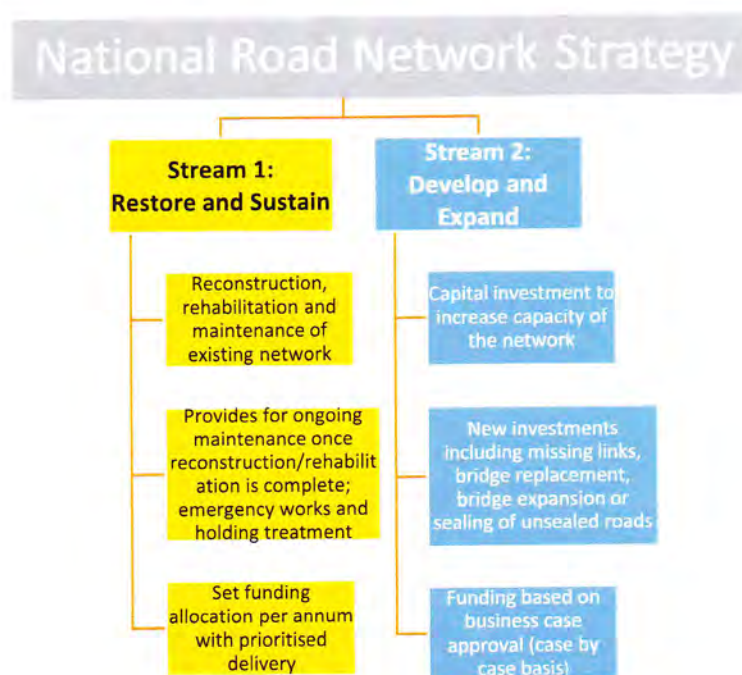 National Road Network Strategy
Stream 1:
Restore and Sustain
Stream 2:
Develop and
Expand
Reconstruction,
rehabilitation and
maintenance of
existing network
Capital investment to
increase capacity of
the network
Provides for ongoing
maintenance once
reconstruction/rehabilit
ation is complete;
emergency works and
holding treatment
New investments
including missing links,
bridge replacement,
bridge expansion or
sealing of unsealed roads
Set funding
allocation per annum
with prioritised
delivery
Funding based on
business case
approval (case by
case basis)